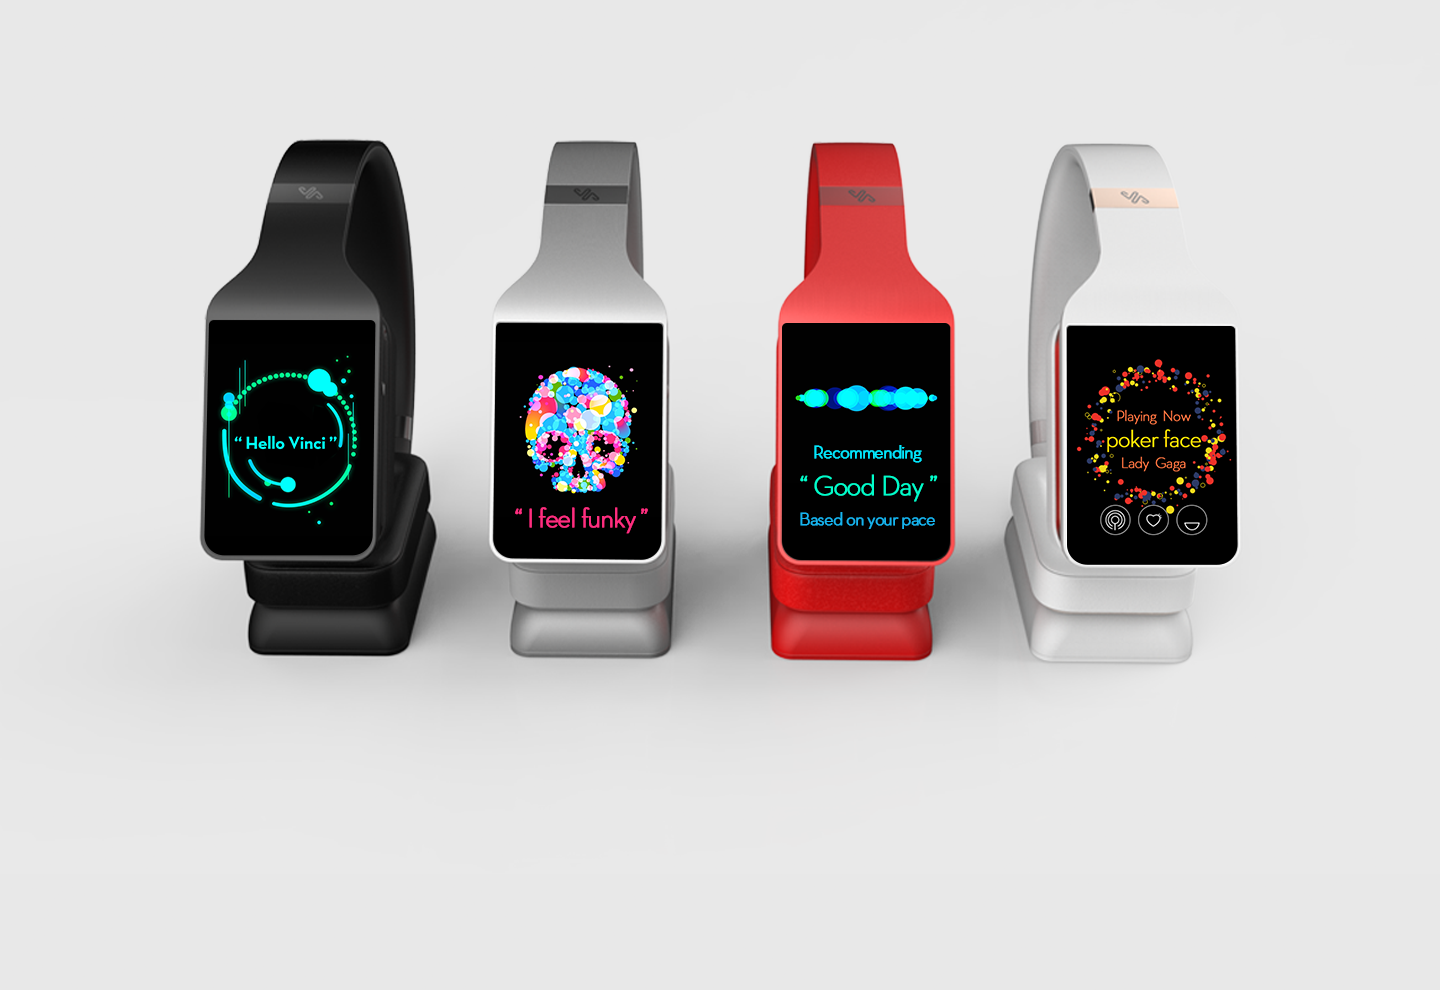 “ Hello Vinci ”
“ I feel funky ”
Recommending
“ Good Day ”
Based on your pace
Playing Now
poker face
Lady Gaga